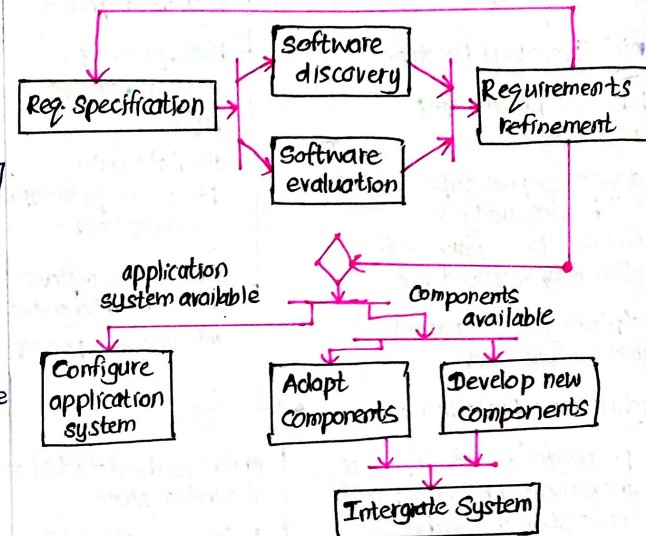 Software
discovery
Req. Specification
Requirements
refinement
Software
evaluation
application
system available
Components
available
Configure
application
system
Adapt
Components
Develop new
components
Intergrate System